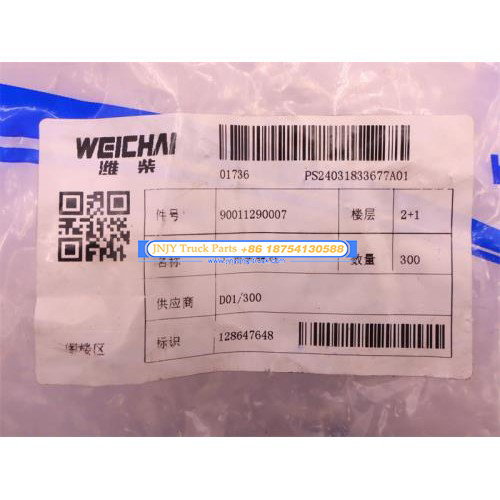 WEICHAI
潍柴
01736 PS24031833677A01
件号 90011290007 楼层 2+1
JNJY Truck Parts +86 18754130588
名称 数量 300
供应商 D01/300
阁楼区 标识 128647648